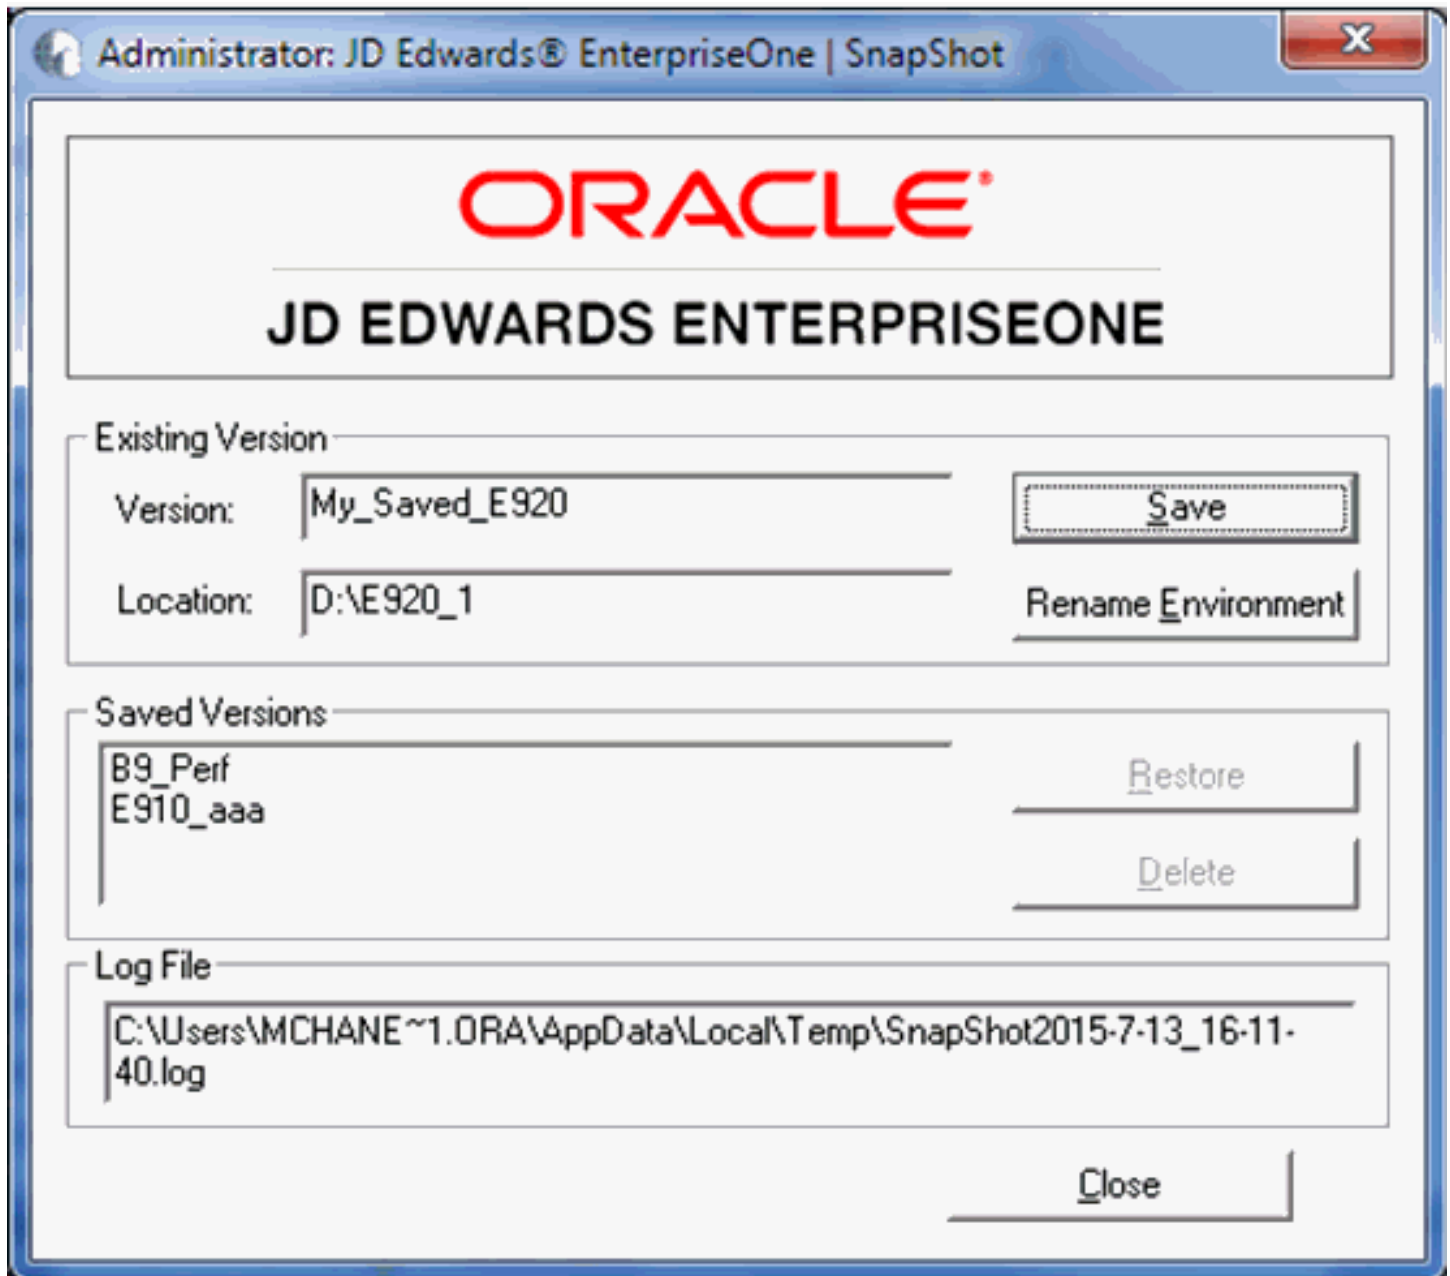 Administrator: JD Edwards® EnterpriseOne | SnapShot
ORACLE®
JD EDWARDS ENTERPRISEONE
Existing Version
Version:
My_Saved_E920
Save
Location:
D:\E920_1
Rename Environment
Saved Versions
B9_Perf
E910_aaa
Restore
Delete
Log File
C:\Users\MCHANE~1.ORA\AppData\Local\Temp\SnapShot2015-7-13_16-11-
40.log
Close